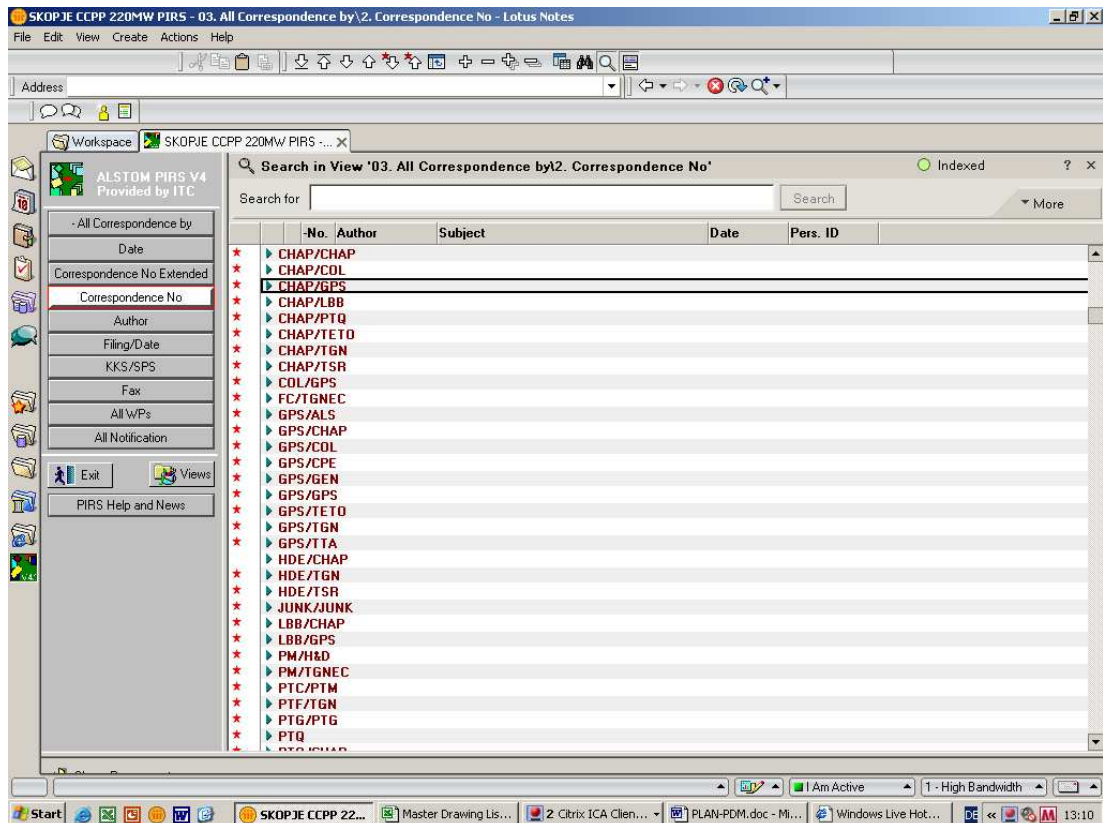 SKOPJE CCPP 220MW PIRS - 03. All Correspondence by\2. Correspondence No - Lotus Notes
File Edit View Create Actions Help
Address
Workspace SKOPJE CCPP 220MW PIRS -...
ALSTOM PIRS V4
Provided by ITC
- All Correspondence by
Date
Correspondence No Extended
Correspondence No
Author
Filing/Date
KKS/SPS
Fax
All WPs
All Notification
Exit Views
PIRS Help and News
Search in View '03. All Correspondence by\2. Correspondence No' Indexed ? x
Search for Search More
-No. Author Subject Date Pers. ID
CHAP/CHAP
CHAP/COL
CHAP/GPS
CHAP/LBB
CHAP/PTQ
CHAP/TETO
CHAP/TGN
CHAP/TSR
COL/GPS
FC/TGNEC
GPS/ALS
GPS/CHAP
GPS/COL
GPS/CPE
GPS/GEN
GPS/GPS
GPS/TETO
GPS/TGN
GPS/TTA
HDE/CHAP
HDE/TGN
HDE/TSR
JUNK/JUNK
LBB/CHAP
LBB/GPS
PM/H&D
PM/TGNEC
PTC/PTM
PTF/TGN
PTG/PTG
PTQ
I Am Active 1 - High Bandwidth
Start SKOPJE CCPP 22... Master Drawing Lis... 2 Citrix ICA Clien... PLAN-PDM.doc - Mi... Windows Live Hot... DE « 13:10